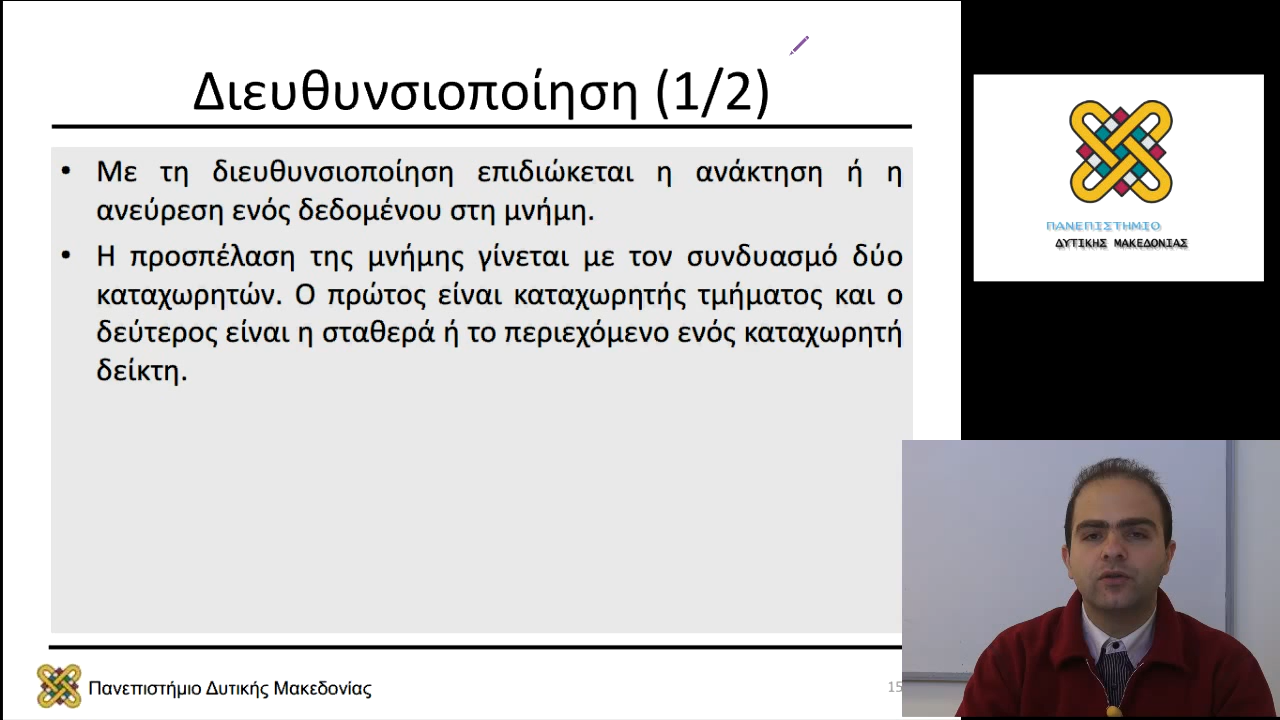 Διευθυνσιοποίηση (1/2)
• Με τη διευθυνσιοποίηση επιδιώκεται η ανάκτηση ή η
ανεύρεση ενός δεδομένου στη μνήμη.
• Η προσπέλαση της μνήμης γίνεται με τον συνδυασμό δύο
καταχωρητών. Ο πρώτος είναι καταχωρητής τμήματος και ο
δεύτερος είναι η σταθερά ή το περιεχόμενο ενός καταχωρητή
δείκτη.
Πανεπιστήμιο Δυτικής Μακεδονίας
15
ΠΑΝΕΠΙΣΤΗΜΙΟ
ΔΥΤΙΚΗΣ ΜΑΚΕΔΟΝΙΑΣ